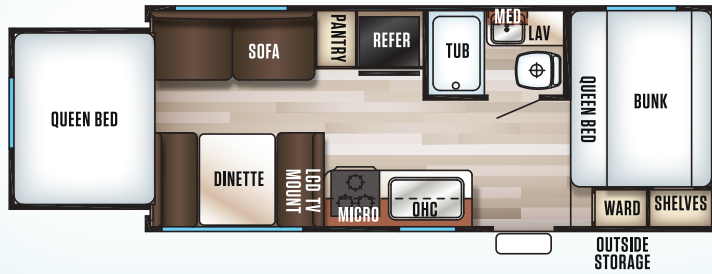 QUEEN BED
SOFA
PANTRY
REFER
TUB
MED
LAV
QUEEN BED
BUNK
DINETTE
LCD TV
MOUNT
MICRO
OHC
WARD
SHELVES
OUTSIDE
STORAGE